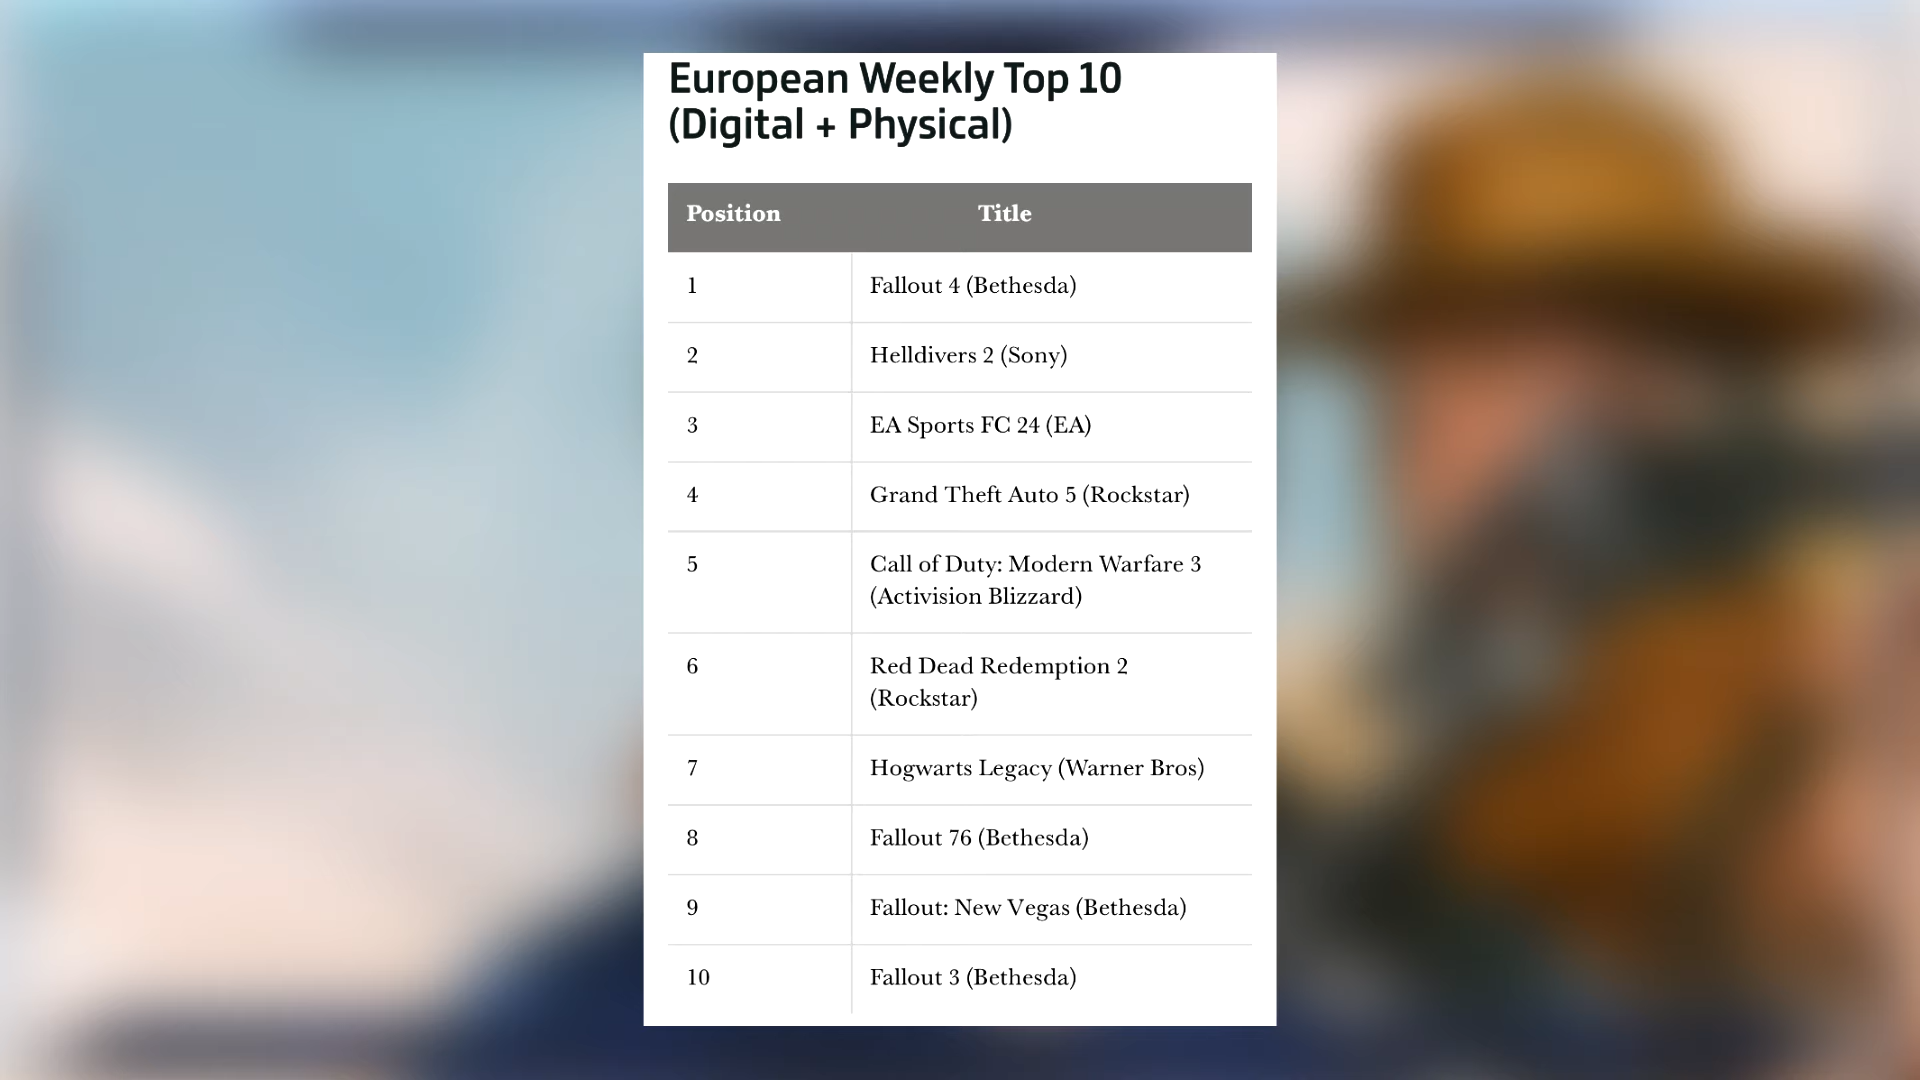 European Weekly Top 10
(Digital + Physical)
Position Title
1 Fallout 4 (Bethesda)
2 Helldivers 2 (Sony)
3 EA Sports FC 24 (EA)
4 Grand Theft Auto 5 (Rockstar)
5 Call of Duty: Modern Warfare 3
(Activision Blizzard)
6 Red Dead Redemption 2
(Rockstar)
7 Hogwarts Legacy (Warner Bros)
8 Fallout 76 (Bethesda)
9 Fallout: New Vegas (Bethesda)
10 Fallout 3 (Bethesda)